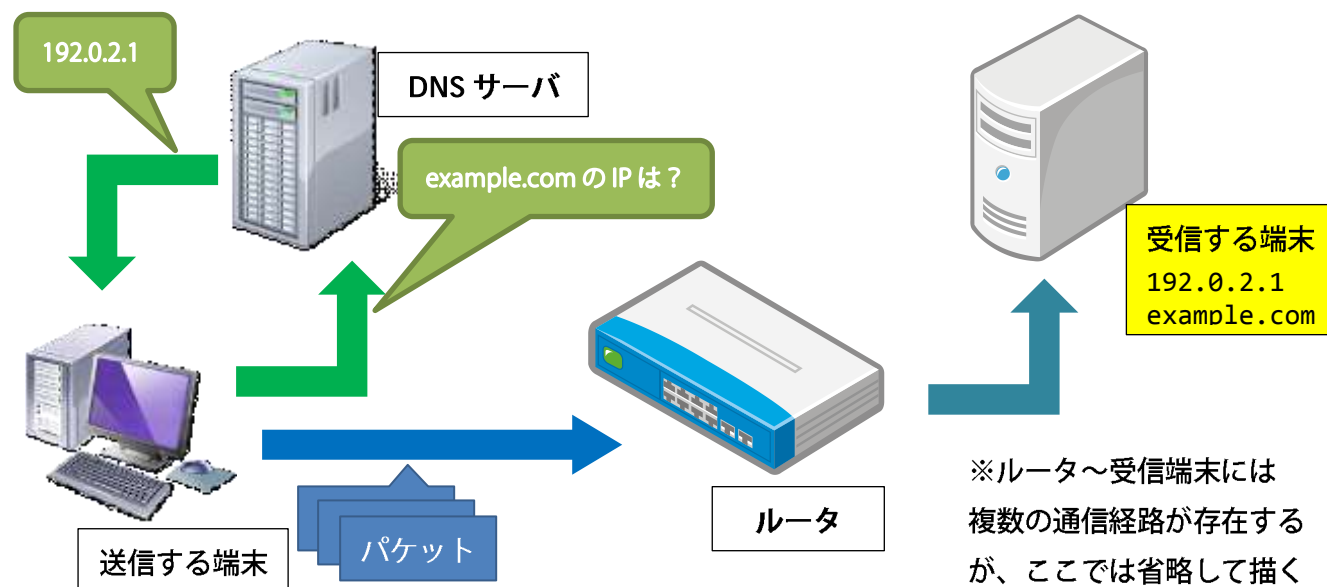 192.0.2.1
DNS サーバ
example.com の IP は？
受信する端末
192.0.2.1
example.com
パケット
ルータ
送信する端末
※ルータ～受信端末には
複数の通信経路が存在する
が、ここでは省略して描く